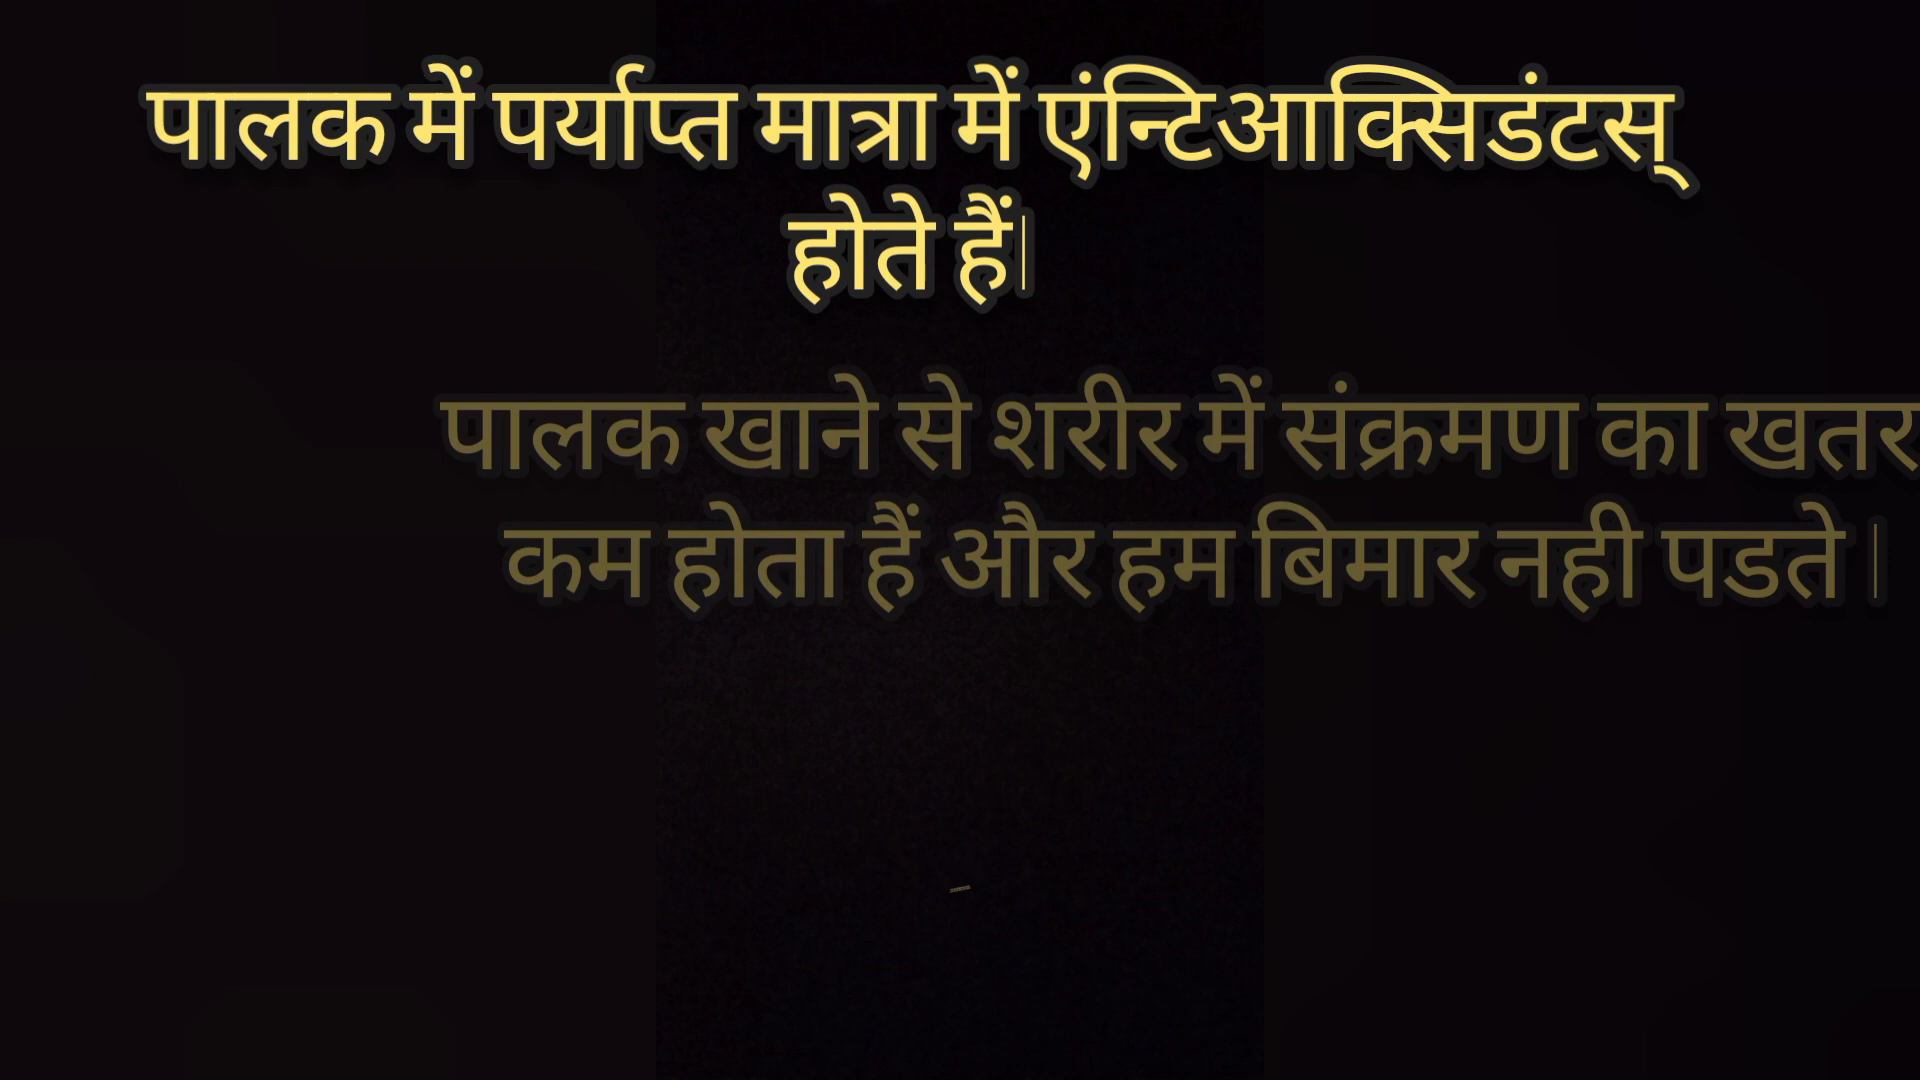 पालक में पर्याप्त मात्रा में एंन्टिआक्सिडंटस्
होते हैं|
पालक खाने से शरीर में संक्रमण का खतर
कम होता हैं और हम बिमार नही पडते |